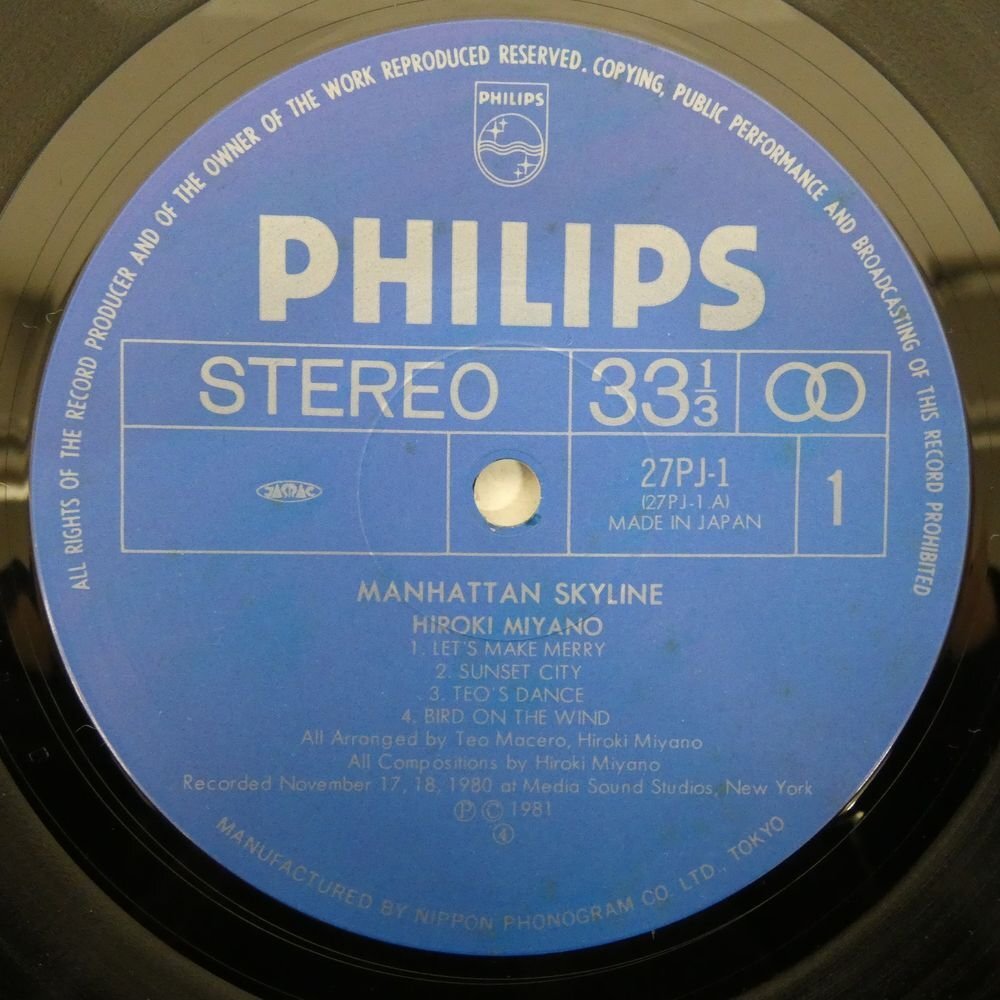 ALL RIGHTS OF THE RECORD PRODUCER AND OF THE OWNER OF THE WORK REPRODUCED RESERVED. COPYING, PUBLIC PERFORMANCE AND BROADCASTING OF THIS RECORD PROHIBITED
PHILIPS
PHILIPS
STEREO 33 1/3
JASRAC
27PJ-1
(27PJ-1.A)
MADE IN JAPAN
1
MANHATTAN SKYLINE
HIROKI MIYANO
1. LET'S MAKE MERRY
2. SUNSET CITY
3. TEO'S DANCE
4. BIRD ON THE WIND
All Arranged by Teo Macero, Hiroki Miyano
All Compositions by Hiroki Miyano
Recorded November 17, 18, 1980 at Media Sound Studios, New York
Ⓟ Ⓒ 1981
④
MANUFACTURED BY NIPPON PHONOGRAM CO. LTD., TOKYO